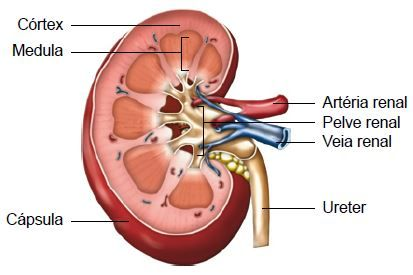 Córtex
Medula
Artéria renal
Pelve renal
Veia renal
Cápsula
Ureter